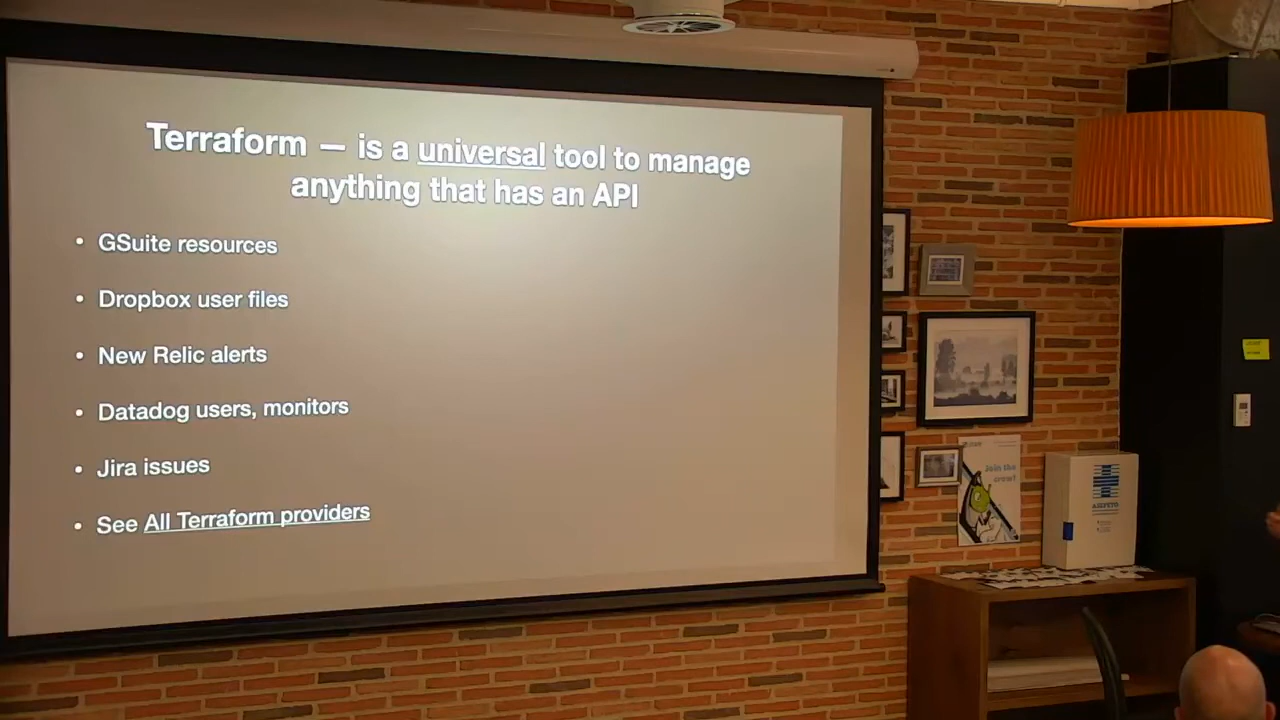 Terraform — is a universal tool to manage
anything that has an API
• GSuite resources
• Dropbox user files
• New Relic alerts
• Datadog users, monitors
• Jira issues
• See All Terraform providers
Join the
crew!